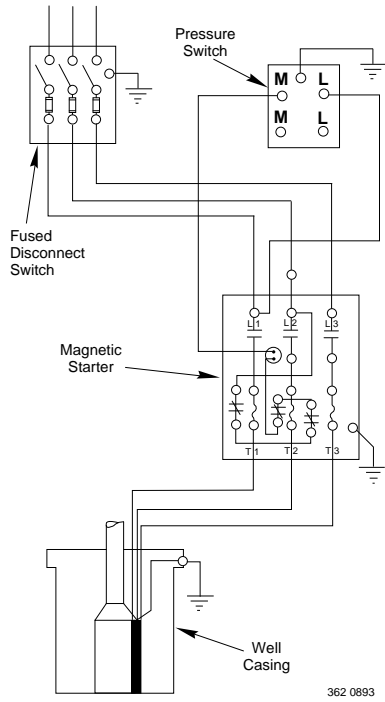 Pressure
Switch
M L
M L
Fused
Disconnect
Switch
L1 L2 L3
Magnetic
Starter
T1 T2 T3
Well
Casing
362 0893